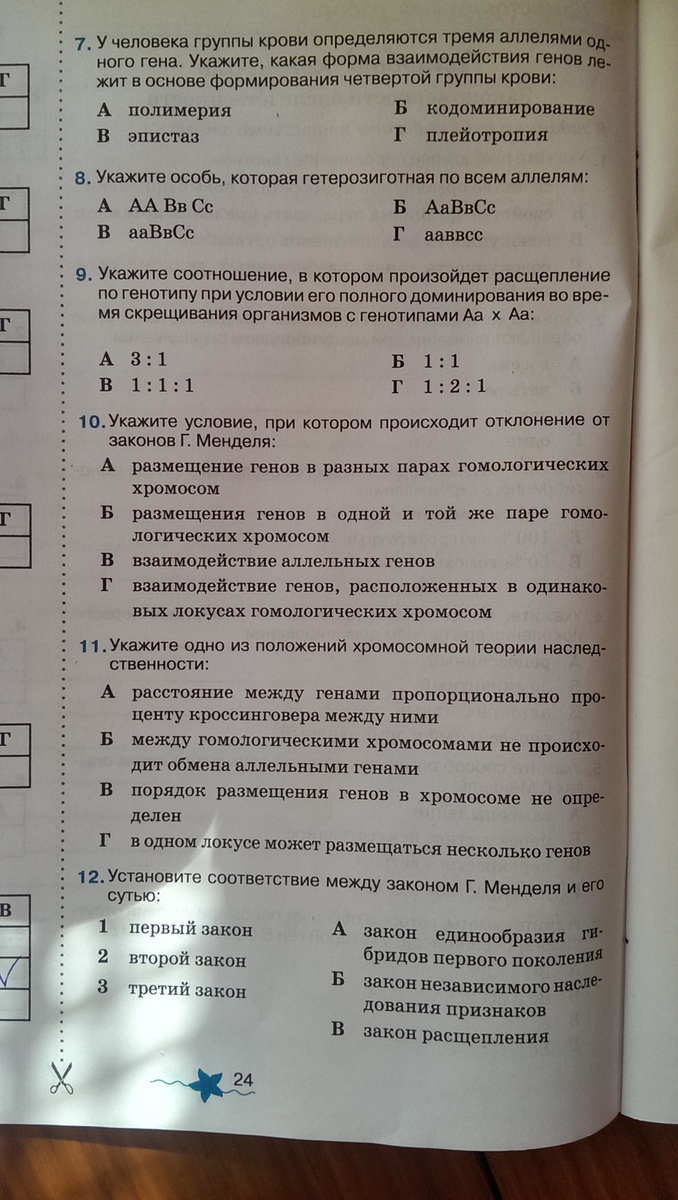 7. У человека группы крови определяются тремя аллелями од-
ного гена. Укажите, какая форма взаимодействия генов ле-
жит в основе формирования четвертой группы крови:
А полимерия Б кодоминирование
В эпистаз Г плейотропия
8. Укажите особь, которая гетерозиготная по всем аллелям:
А АА Вв Сс Б АаВвСс
В ааВвСс Гааввсс
9. Укажите соотношение, в котором произойдет расщепление
по генотипу при условии его полного доминирования во вре-
мя скрещивания организмов с генотипами Аа х Аа:
А 3 : 1 Б 1 : 1
В 1 : 1 : 1 Г 1 : 2 : 1
10. Укажите условие, при котором происходит отклонение от
законов Г. Менделя:
А размещение генов в разных парах гомологических
хромосом
Б размещения генов в одной и той же паре гомо-
логических хромосом
В взаимодействие аллельных генов
Г взаимодействие генов, расположенных в одинако-
вых локусах гомологических хромосом
11. Укажите одно из положений хромосомной теории наслед-
ственности:
А расстояние между генами пропорционально про-
центу кроссинговера между ними
Б между гомологическими хромосомами не происхо-
дит обмена аллельными генами
В порядок размещения генов в хромосоме не опре-
делен
Г в одном локусе может размещаться несколько генов
12. Установите соответствие между законом Г. Менделя и его
сутью:
1 первый закон
2 второй закон
3 третий закон
А закон единообразия ги-
бридов первого поколения
Б закон независимого насле-
дования признаков
В закон расщепления
24
Г
Г
Г
Г
Г
В